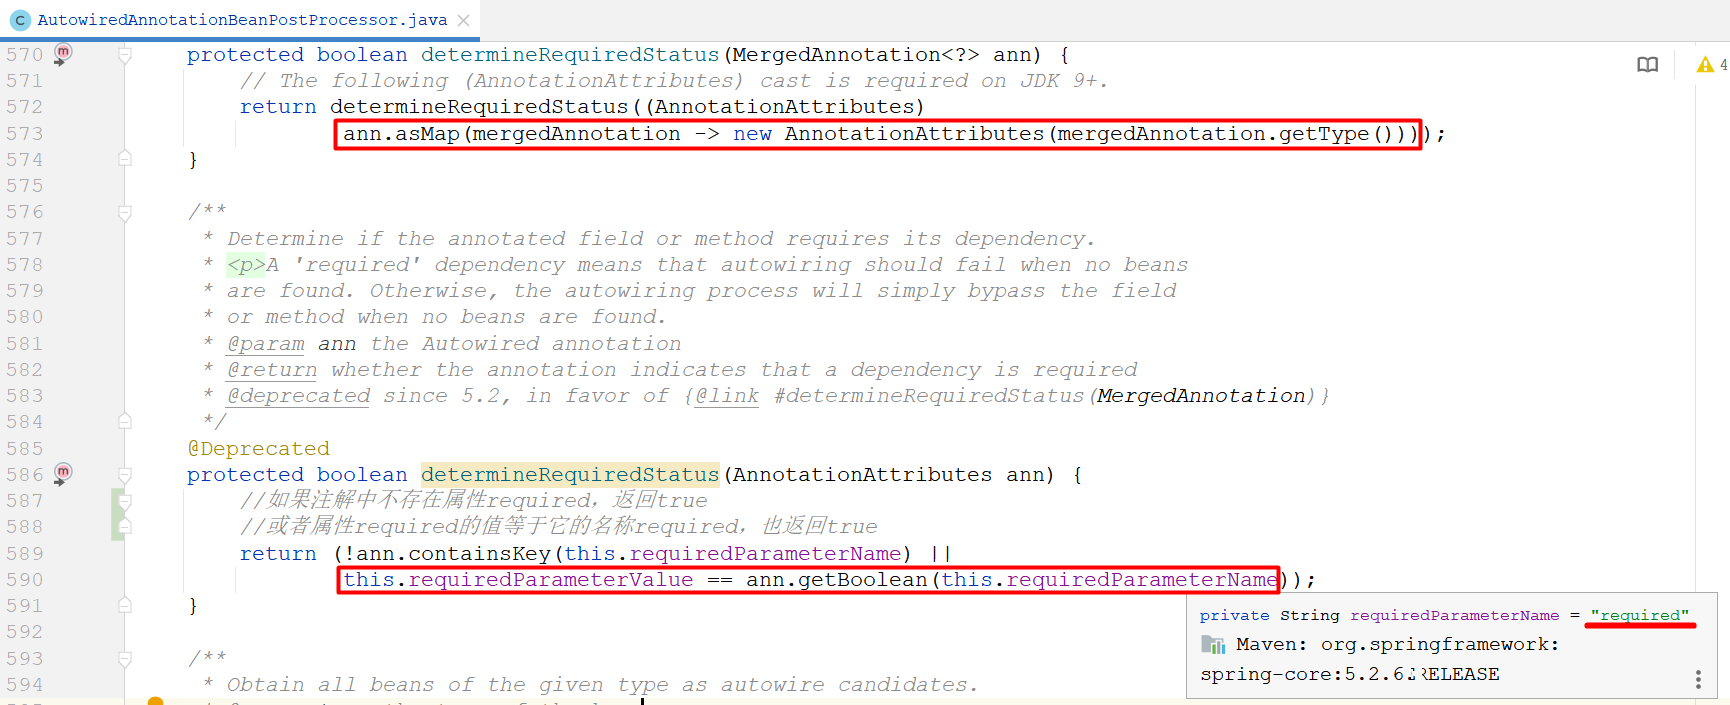 AutowiredAnnotationBeanPostProcessor.java
570 protected boolean determineRequiredStatus(MergedAnnotation<?> ann) {
571 // The following (AnnotationAttributes) cast is required on JDK 9+.
572 return determineRequiredStatus((AnnotationAttributes)
573 ann.asMap(mergedAnnotation -> new AnnotationAttributes(mergedAnnotation.getType())));
574 }
575
576 /**
577 * Determine if the annotated field or method requires its dependency.
578 * <p>A 'required' dependency means that autowiring should fail when no beans
579 * are found. Otherwise, the autowiring process will simply bypass the field
580 * or method when no beans are found.
581 * @param ann the Autowired annotation
582 * @return whether the annotation indicates that a dependency is required
583 * @deprecated since 5.2, in favor of {@link #determineRequiredStatus(MergedAnnotation)}
584 */
585 @Deprecated
586 protected boolean determineRequiredStatus(AnnotationAttributes ann) {
587 //如果注解中不存在属性required，返回true
588 //或者属性required的值等于它的名称required，也返回true
589 return (!ann.containsKey(this.requiredParameterName) ||
590 this.requiredParameterValue == ann.getBoolean(this.requiredParameterName));
591 }
592
593 /**
594 * Obtain all beans of the given type as autowire candidates.
4
private String requiredParameterName = "required"
Maven: org.springframework:
spring-core:5.2.6.RELEASE